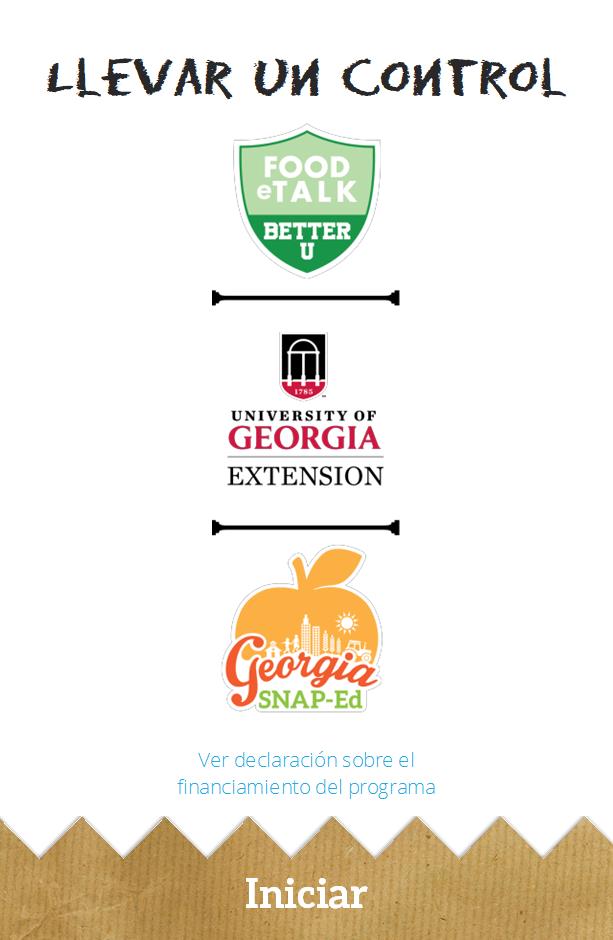 LLEVAR UN CONTROL
FOOD
eTALK
BETTER
U
1785
UNIVERSITY OF
GEORGIA
EXTENSION
Georgia
SNAP-Ed
Ver declaración sobre el
financiamiento del programa
Iniciar